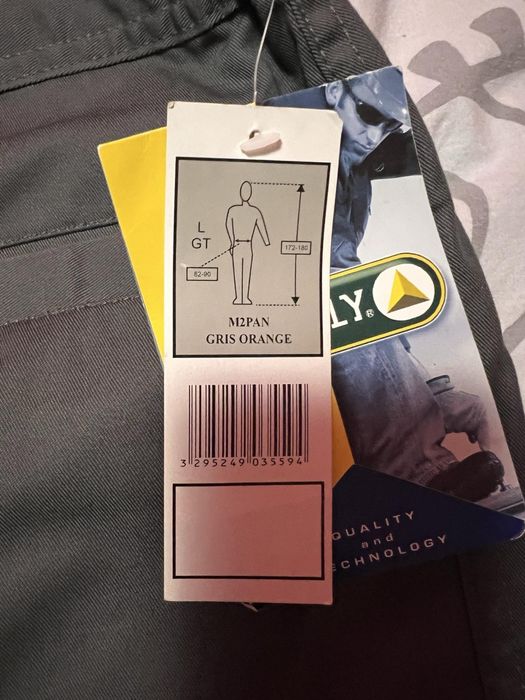 L
GT
172-180
82-90
M2PAN
GRIS ORANGE
3 295249 035594
LY®
QUALITY
and
ECHNOLOGY